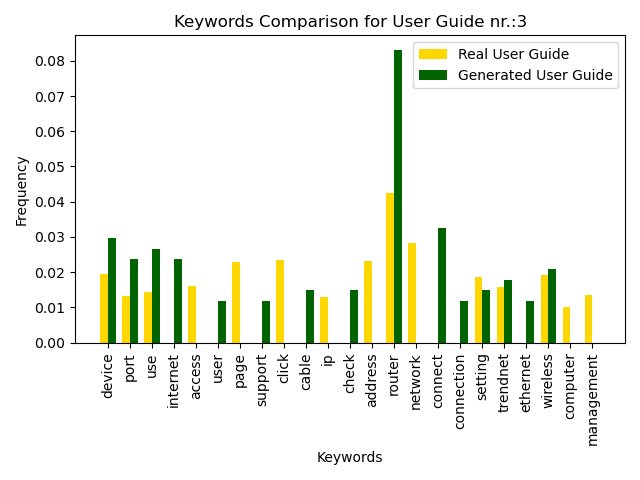 Keywords Comparison for User Guide nr.:3
Real User Guide
Generated User Guide
Frequency
0.08
0.07
0.06
0.05
0.04
0.03
0.02
0.01
0.00
device
port
use
internet
access
user
page
support
click
cable
ip
check
address
router
network
connect
connection
setting
trendnet
ethernet
wireless
computer
management
Keywords